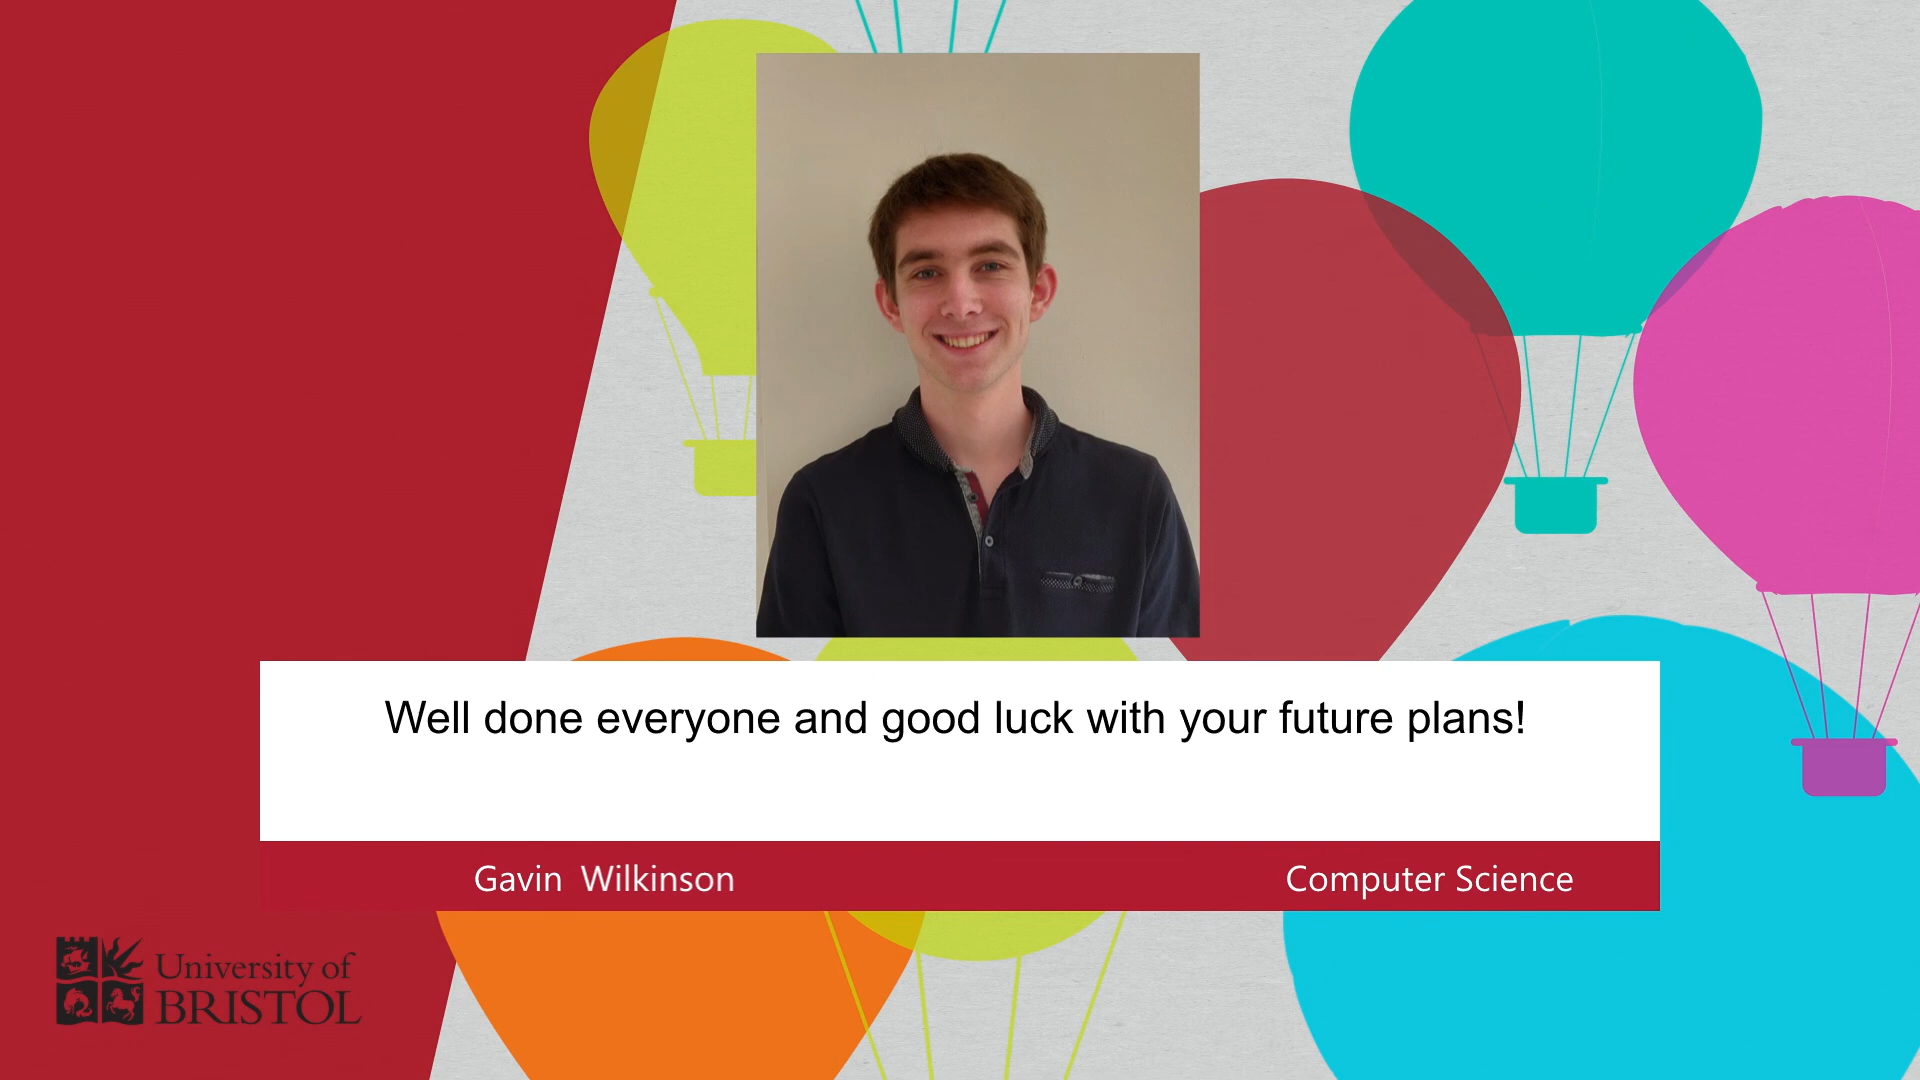 Well done everyone and good luck with your future plans!
Gavin  Wilkinson
Computer Science
University of
BRISTOL